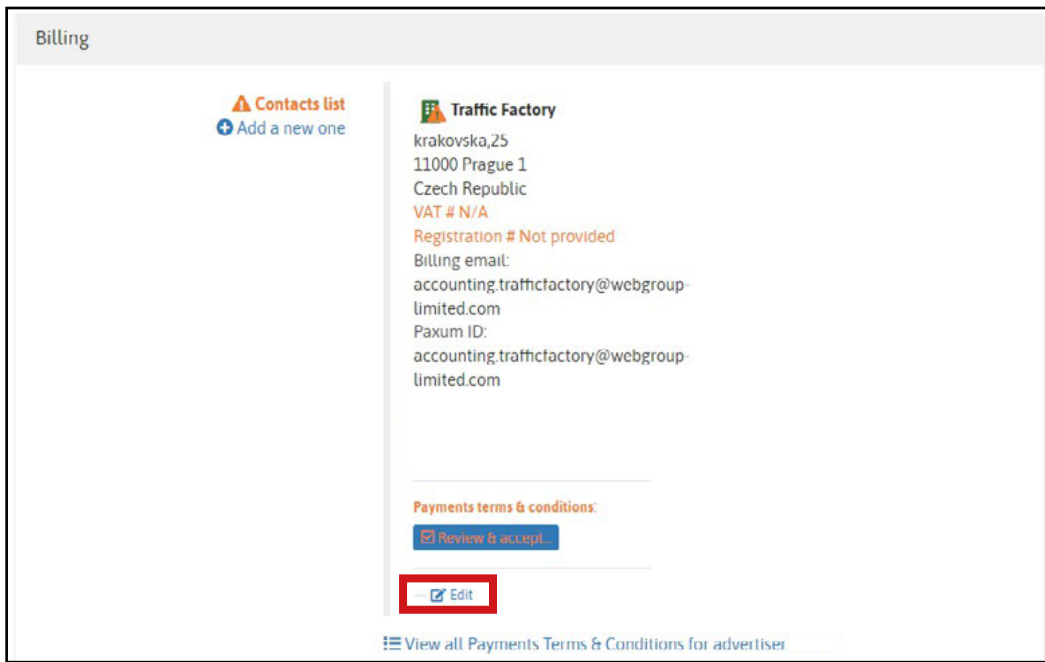 Billing
Contacts list
Add a new one
Traffic Factory
krakovska,25
11000 Prague 1
Czech Republic
VAT # N/A
Registration # Not provided
Billing email:
accounting.trafficfactory@webgroup-
limited.com
Paxum ID:
accounting.trafficfactory@webgroup-
limited.com
Payments terms & conditions:
Review & accept...
Edit
View all Payments Terms & Conditions for advertiser